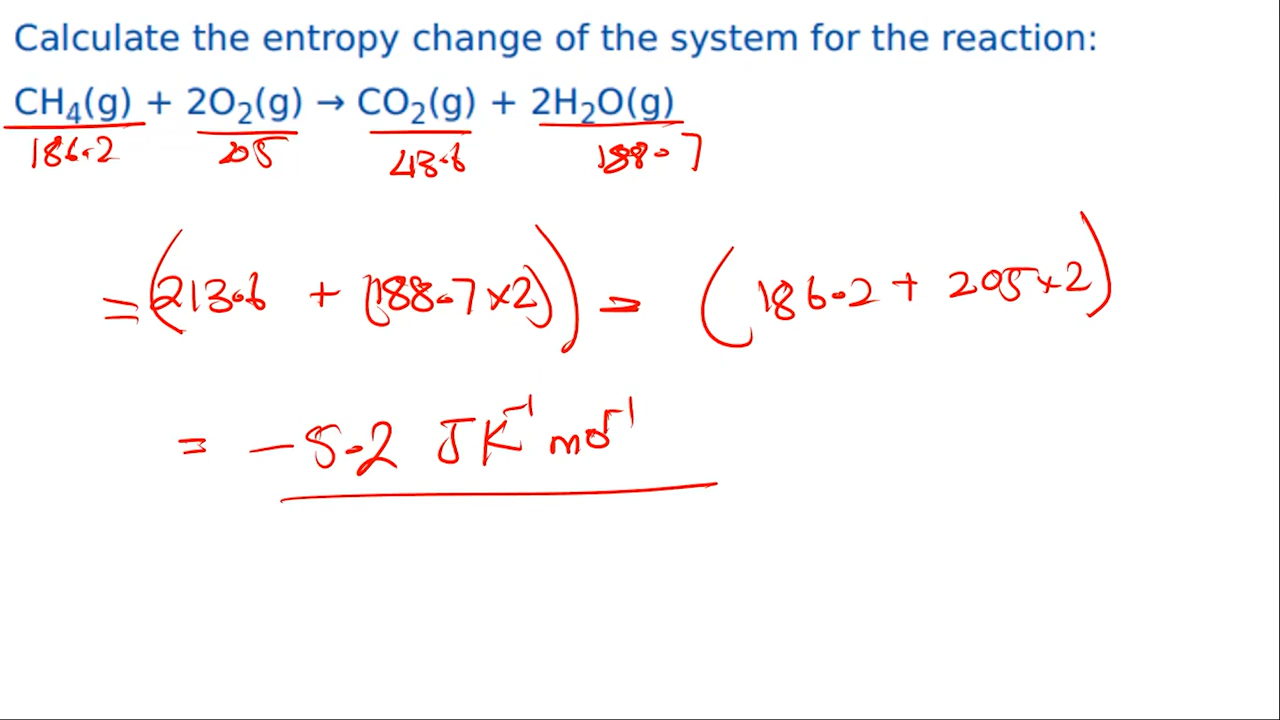 Calculate the entropy change of the system for the reaction:
CH₄(g) + 2O₂(g) → CO₂(g) + 2H₂O(g)
186.2 205 213.6 188.7
= (213.6 + (188.7×2)) - (186.2 + 205×2)
= -5.2 JK⁻¹ mol⁻¹